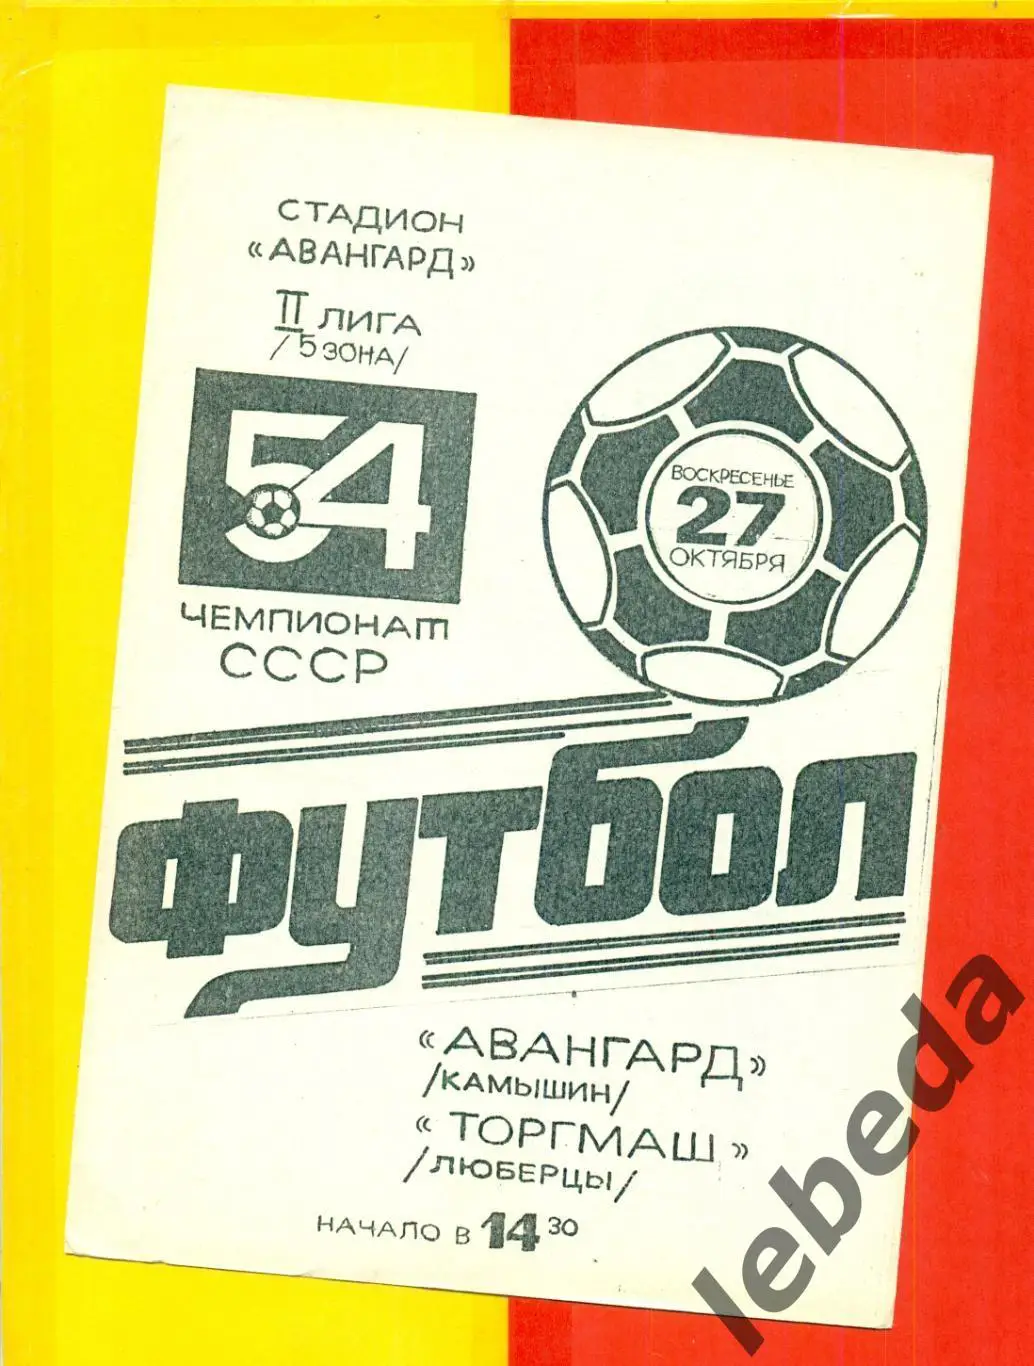 СТАДИОН
«АВАНГАРД»
II ЛИГА
/5 ЗОНА/
54
ЧЕМПИОНАТ
СССР
ВОСКРЕСЕНЬЕ
27
ОКТЯБРЯ
ФУТБОЛ
«АВАНГАРД»
/КАМЫШИН/
«ТОРГМАШ»
/ЛЮБЕРЦЫ/
НАЧАЛО В 14 30
lebeda